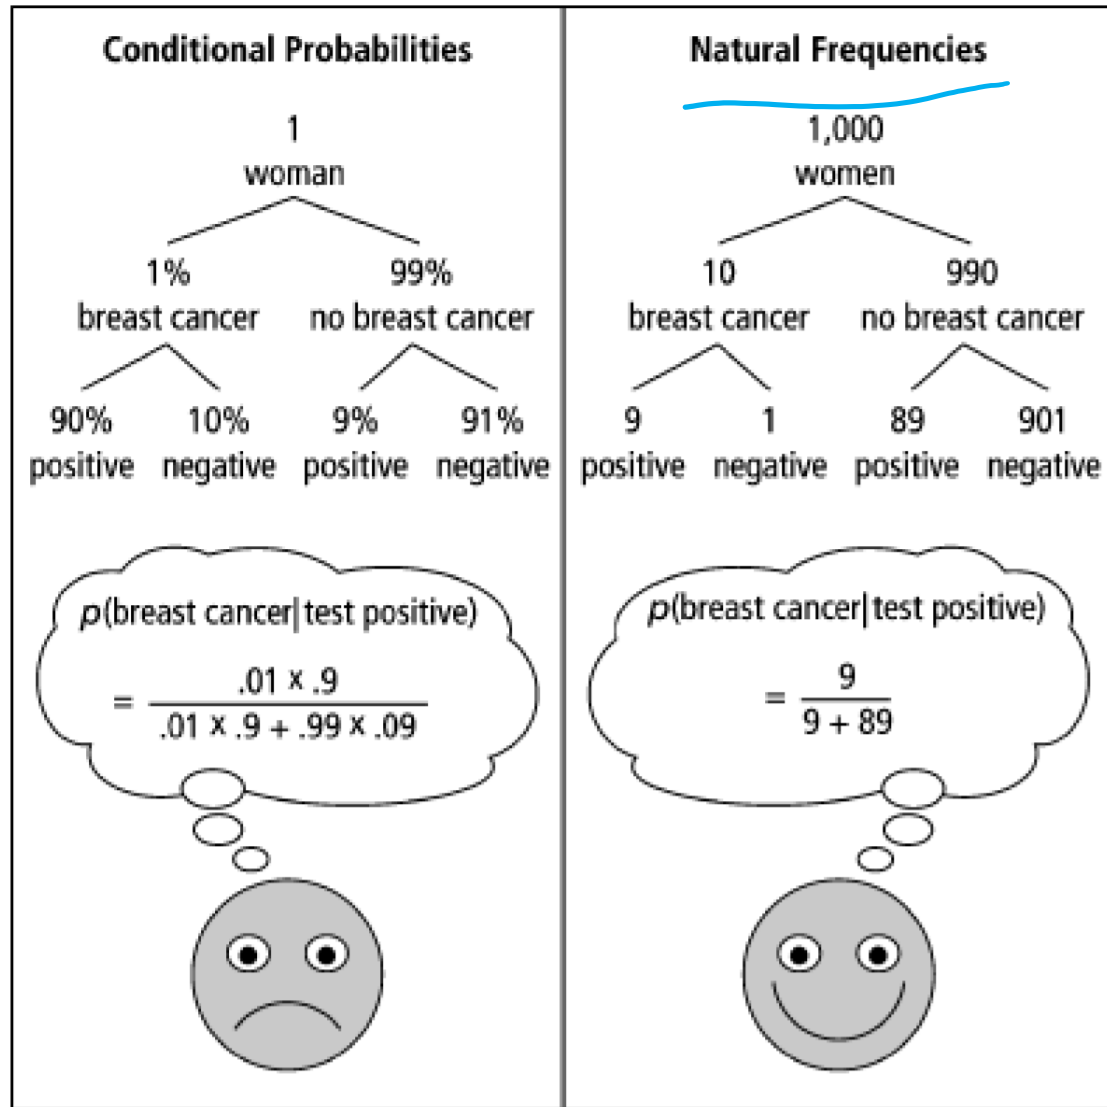 Conditional Probabilities
1
woman
1% 99%
breast cancer no breast cancer
90% 10% 9% 91%
positive negative positive negative
p(breast cancer|test positive)
= .01 × .9
.01 × .9 + .99 × .09
Natural Frequencies
1,000
women
10 990
breast cancer no breast cancer
9 1 89 901
positive negative positive negative
p(breast cancer|test positive)
= 9
9 + 89